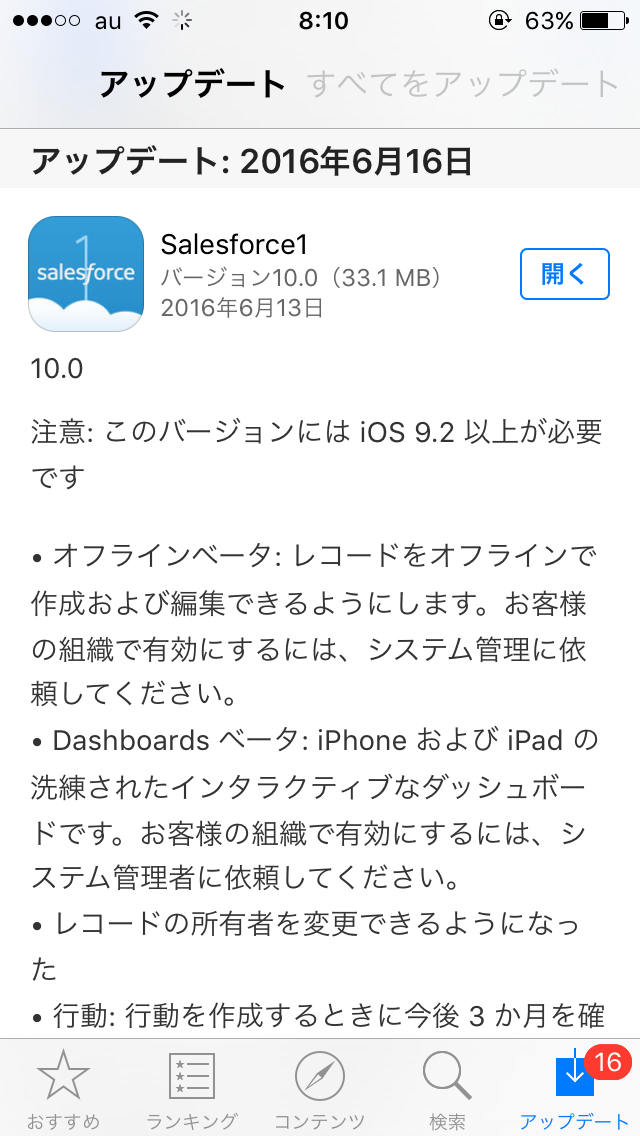 au 8:10 63%
アップデート すべてをアップデート
アップデート: 2016年6月16日
1
salesforce
Salesforce1
バージョン10.0（33.1 MB）
2016年6月13日
開く
10.0
注意: このバージョンには iOS 9.2 以上が必要
です
• オフラインベータ: レコードをオフラインで
作成および編集できるようにします。お客様
の組織で有効にするには、システム管理に依
頼してください。
• Dashboards ベータ: iPhone および iPad の
洗練されたインタラクティブなダッシュボー
ドです。お客様の組織で有効にするには、シ
ステム管理者に依頼してください。
• レコードの所有者を変更できるようになっ
た
• 行動: 行動を作成するときに今後 3 か月を確
16
おすすめ ランキング コンテンツ 検索 アップデート